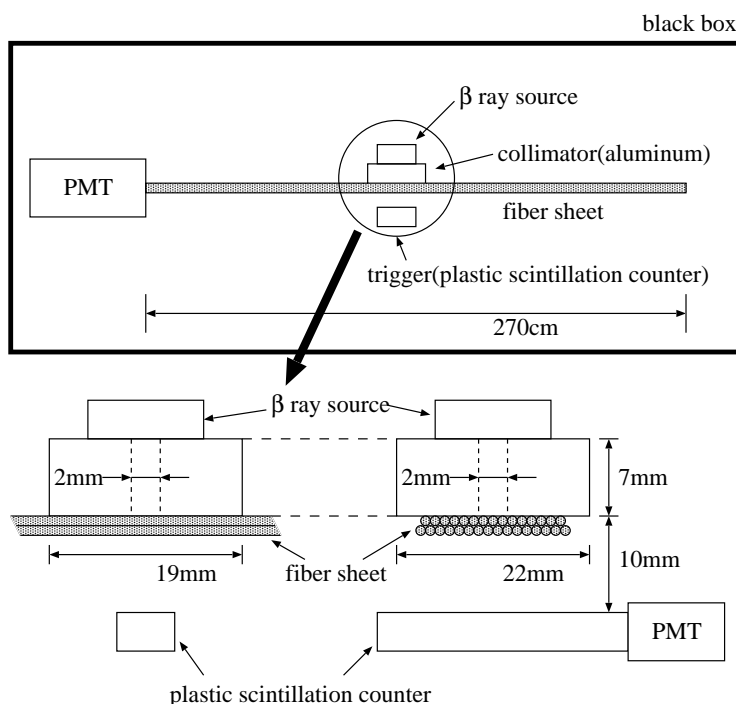 black box
β ray source
collimator(aluminum)
PMT
fiber sheet
trigger(plastic scintillation counter)
270cm
β ray source
2mm
2mm
7mm
fiber sheet
19mm
22mm
10mm
PMT
plastic scintillation counter